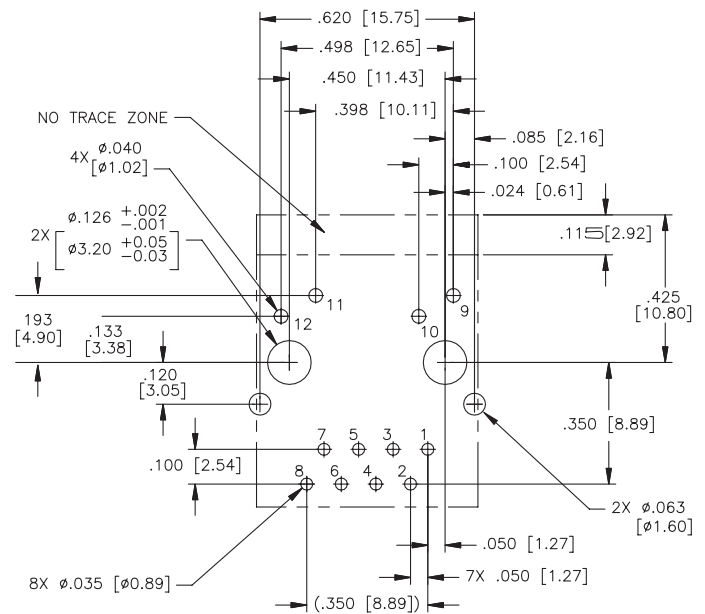 .620 [15.75]
.498 [12.65]
.450 [11.43]
.398 [10.11]
NO TRACE ZONE
.085 [2.16]
4X ø.040
[ø1.02]
.100 [2.54]
.024 [0.61]
2X ø.126 +.002 -.001
[ø3.20 +0.05 -0.03]
.115[2.92]
11
9
.425
[10.80]
12
10
193
[4.90]
.133
[3.38]
.120
[3.05]
.350 [8.89]
7 5 3 1
.100 [2.54]
8 6 4 2
2X ø.063
[ø1.60]
.050 [1.27]
8X ø.035 [ø0.89]
7X .050 [1.27]
(.350 [8.89])